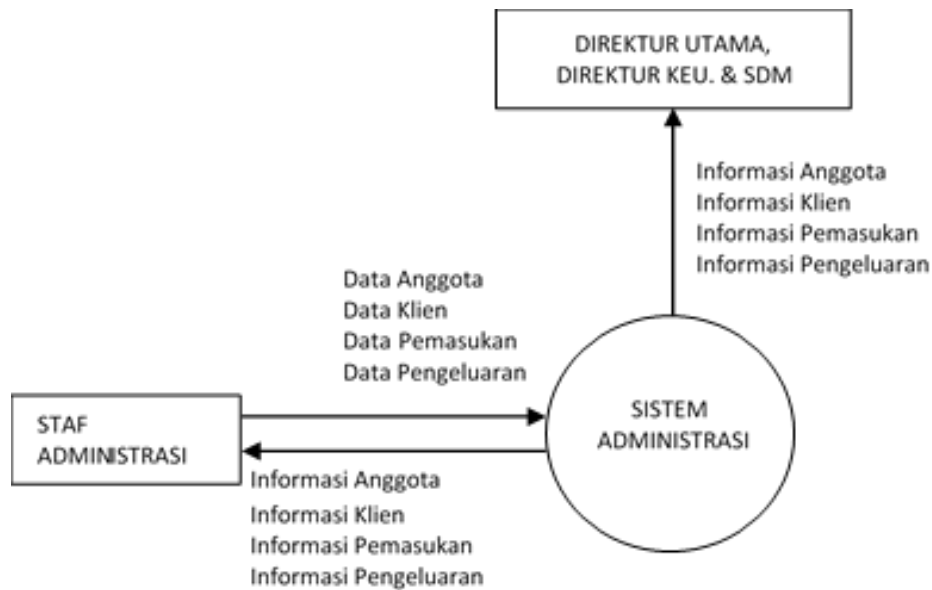 DIREKTUR UTAMA,
DIREKTUR KEU. & SDM
Informasi Anggota
Informasi Klien
Informasi Pemasukan
Informasi Pengeluaran
Data Anggota
Data Klien
Data Pemasukan
Data Pengeluaran
STAF
ADMINISTRASI
SISTEM
ADMINISTRASI
Informasi Anggota
Informasi Klien
Informasi Pemasukan
Informasi Pengeluaran